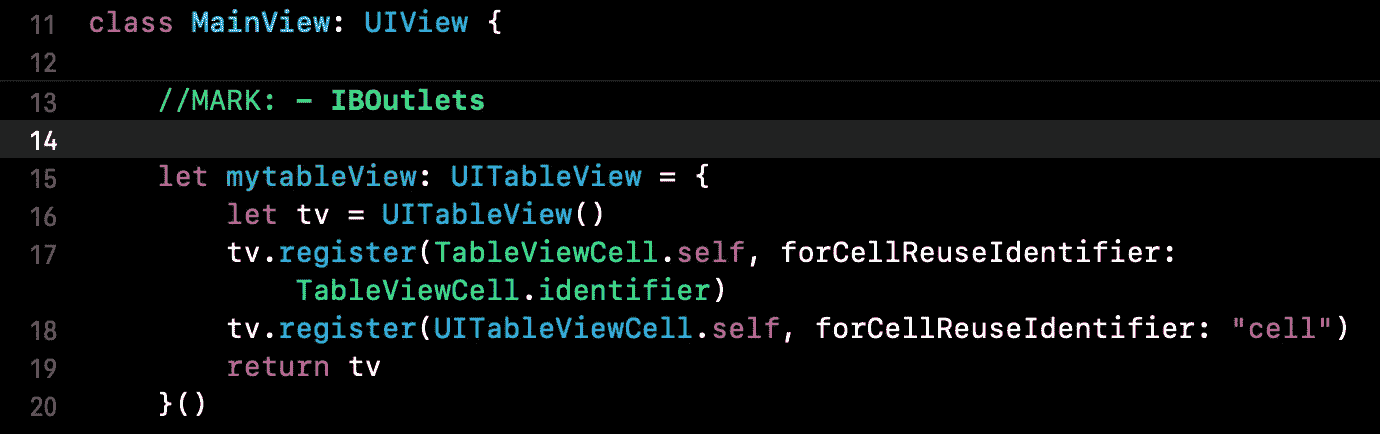 11 class MainView: UIView {
12
13 //MARK: - IBOutlets
14
15 let mytableView: UITableView = {
16 let tv = UITableView()
17 tv.register(TableViewCell.self, forCellReuseIdentifier:
TableViewCell.identifier)
18 tv.register(UITableViewCell.self, forCellReuseIdentifier: "cell")
19 return tv
20 }()